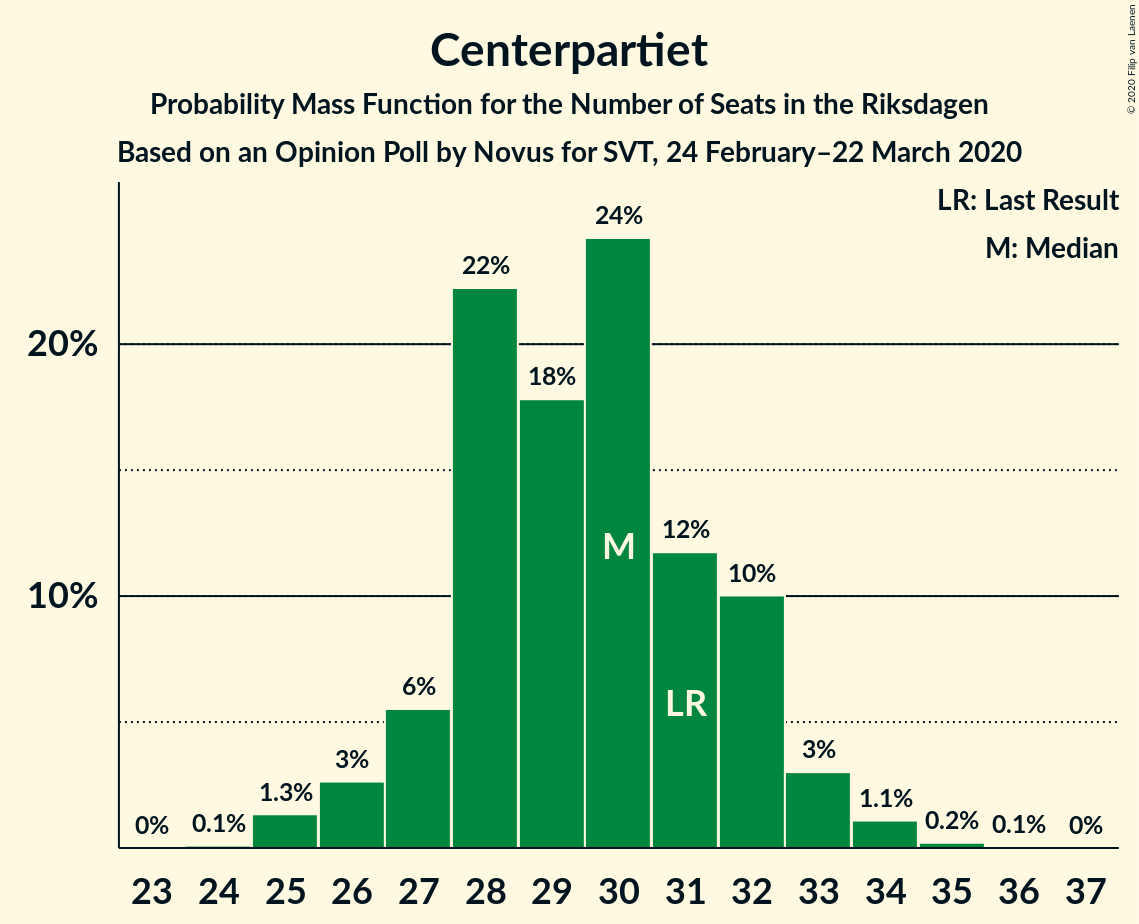 Centerpartiet
Probability Mass Function for the Number of Seats in the Riksdagen
Based on an Opinion Poll by Novus for SVT, 24 February–22 March 2020
© 2020 Filip van Laenen
LR: Last Result
M: Median
20%
10%
0%
0.1%
1.3%
3%
6%
22%
18%
24%
12%
10%
3%
1.1%
0.2%
0.1%
0%
M
LR
23 24 25 26 27 28 29 30 31 32 33 34 35 36 37